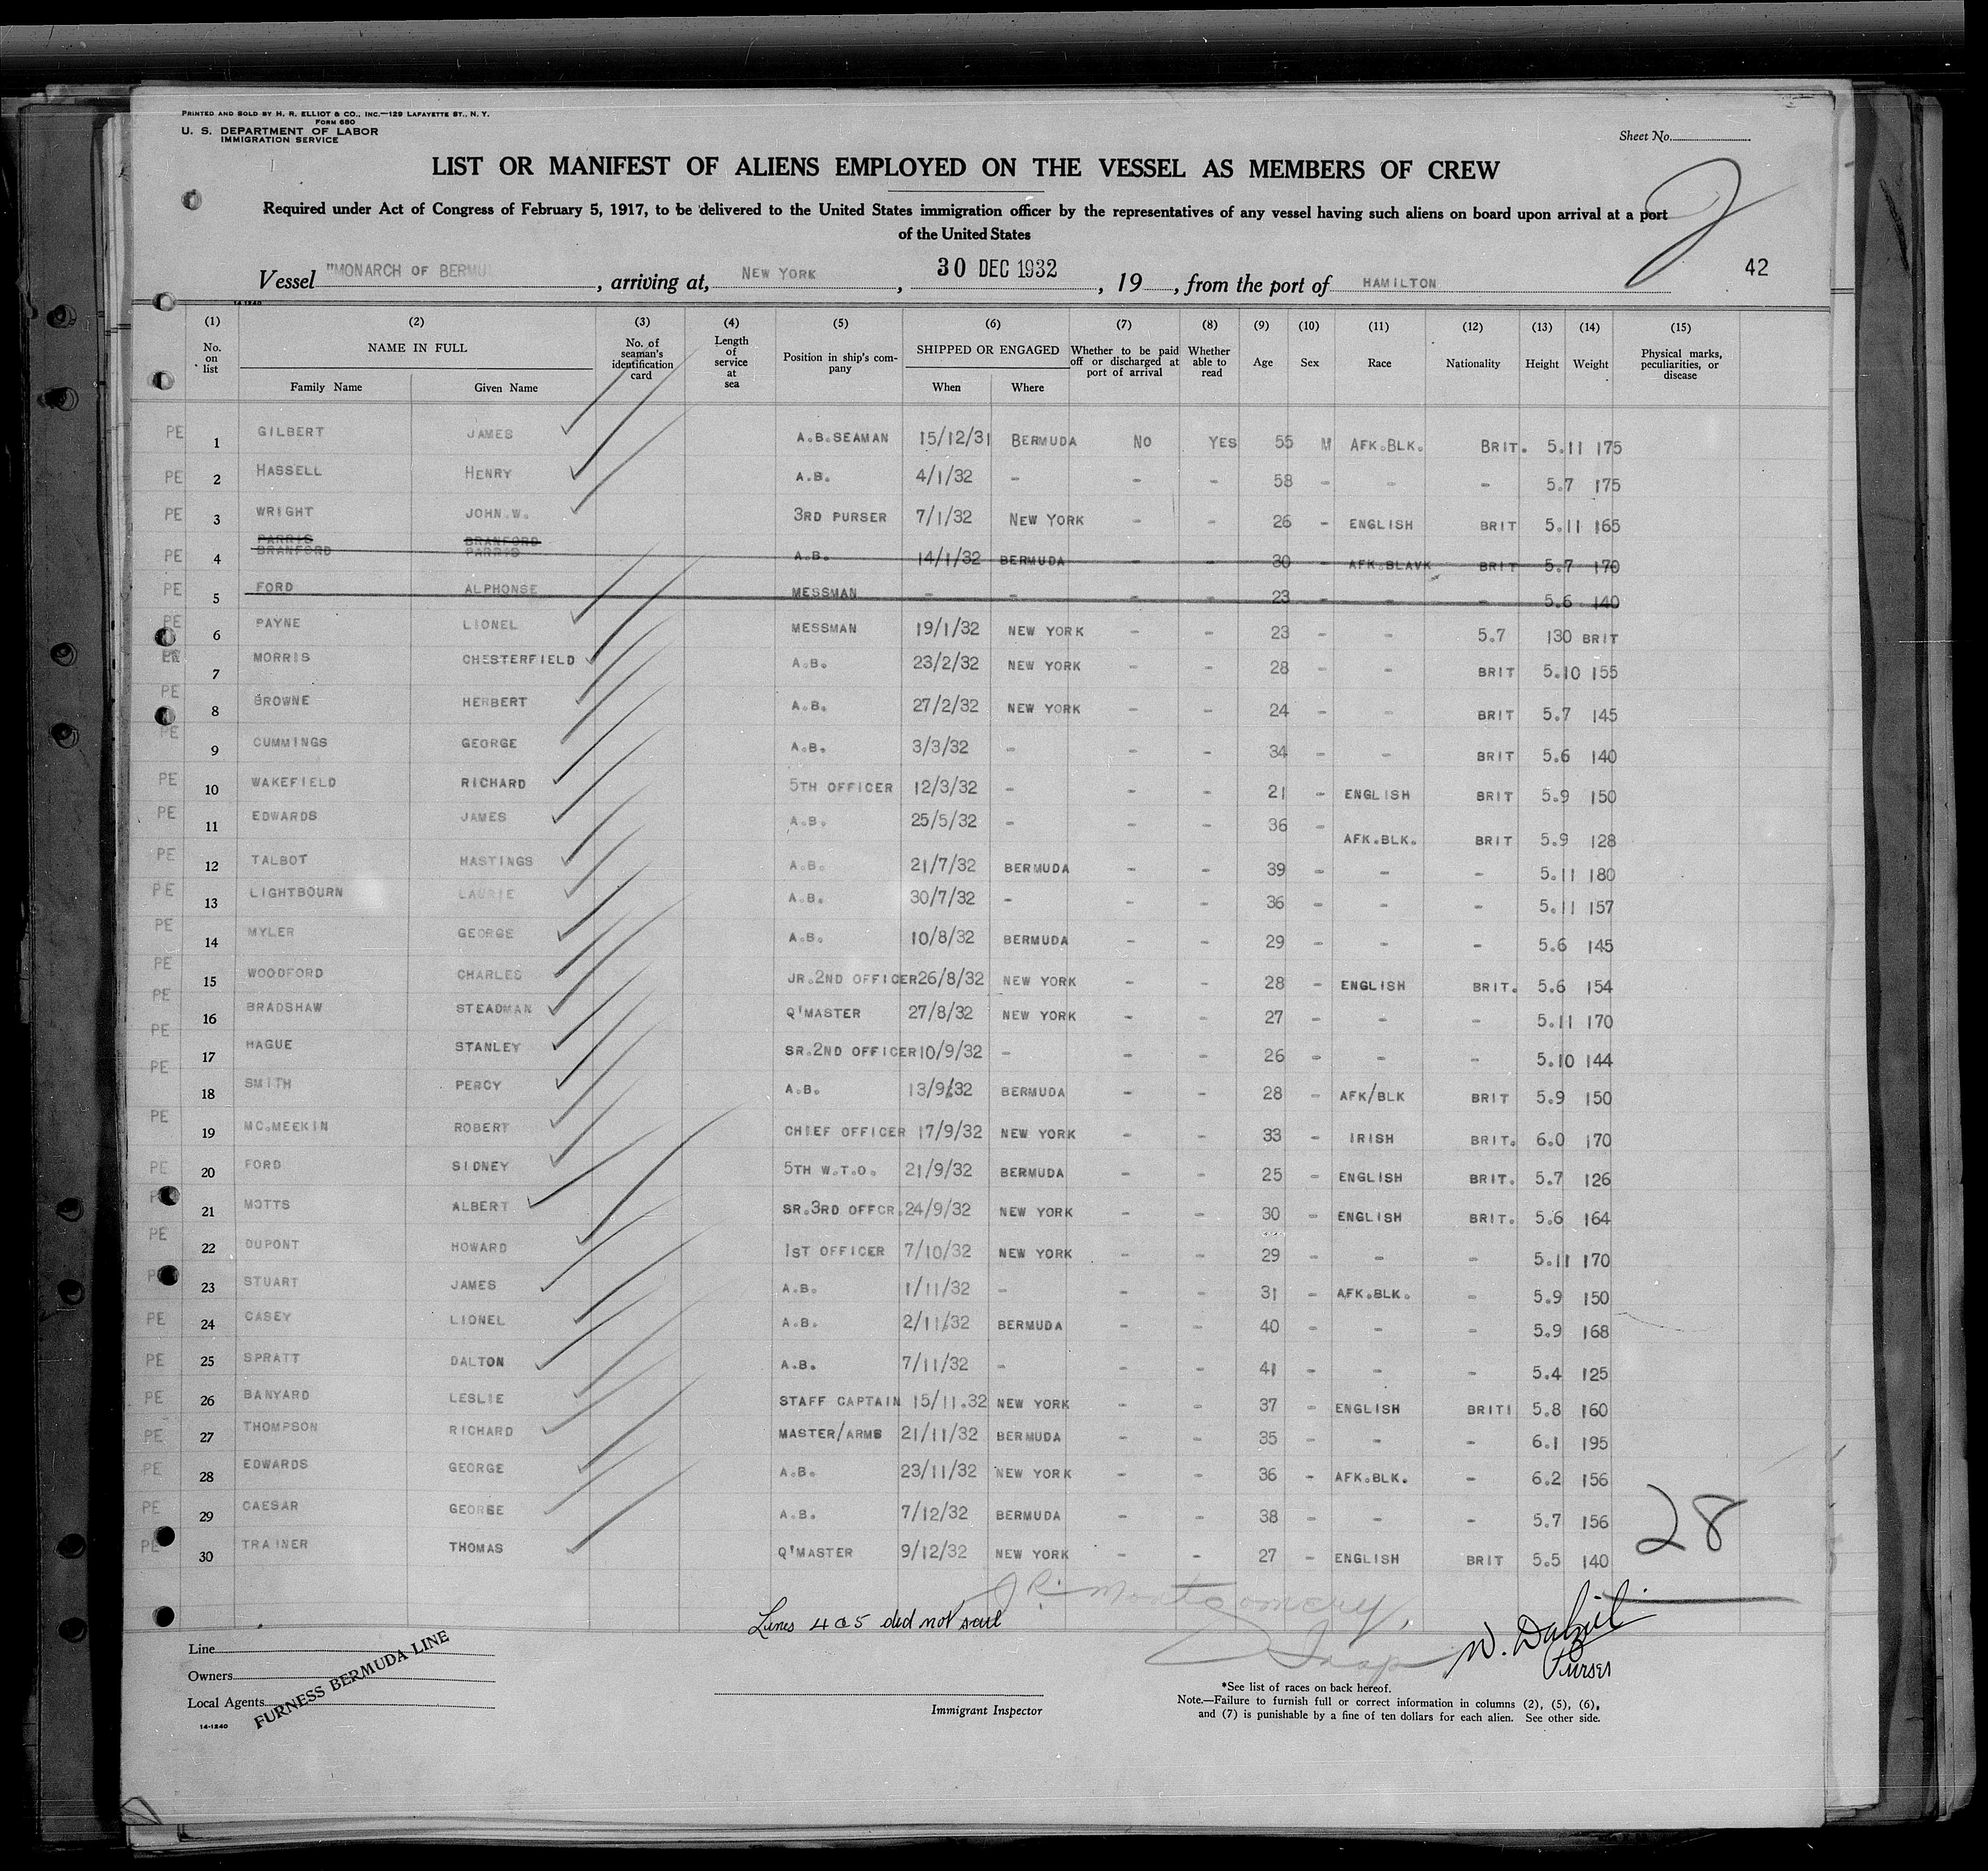 PRINTED AND SOLD BY H. R. ELLIOT & CO., INC.—129 LAFAYETTE ST., N. Y.
FORM 680
U. S. DEPARTMENT OF LABOR
IMMIGRATION SERVICE
Sheet No.
LIST OR MANIFEST OF ALIENS EMPLOYED ON THE VESSEL AS MEMBERS OF CREW
Required under Act of Congress of February 5, 1917, to be delivered to the United States immigration officer by the representatives of any vessel having such aliens on board upon arrival at a port
of the United States
Vessel "MONARCH OF BERMU , arriving at, NEW YORK , 30 DEC 1932 , 19 , from the port of HAMILTON 42
14-1240
(1) (2) (3) (4) (5) (6) (7) (8) (9) (10) (11) (12) (13) (14) (15)
No. on list NAME IN FULL Family Name Given Name No. of seaman's identification card Length of service at sea Position in ship's company SHIPPED OR ENGAGED When Where Whether to be paid off or discharged at port of arrival Whether able to read Age Sex Race Nationality Height Weight Physical marks, peculiarities, or disease
PE 1 GILBERT JAMES A.B.SEAMAN 15/12/31 BERMUDA NO YES 55 M AFK.BLK. BRIT. 5.11 175
PE 2 HASSELL HENRY A.B. 4/1/32 - - - 58 - - - 5.7 175
PE 3 WRIGHT JOHN.W. 3RD PURSER 7/1/32 NEW YORK - - 26 - ENGLISH BRIT 5.11 165
PARRIS BRANFORD
PE 4 BRANFORD PARRIS A.B. 14/1/32 BERMUDA - - 30 - AFK.BLAVK BRIT 5.7 170
PE 5 FORD ALPHONSE MESSMAN - - - - 23 - - - 5.6 140
PE 6 PAYNE LIONEL MESSMAN 19/1/32 NEW YORK - - 23 - - 5.7 130 BRIT
7 MORRIS CHESTERFIELD A.B. 23/2/32 NEW YORK - - 28 - - BRIT 5.10 155
PE 8 BROWNE HERBERT A.B. 27/2/32 NEW YORK - - 24 - - BRIT 5.7 145
PE 9 CUMMINGS GEORGE A.B. 3/3/32 - - - 34 - - BRIT 5.6 140
PE 10 WAKEFIELD RICHARD 5TH OFFICER 12/3/32 - - - 21 - ENGLISH BRIT 5.9 150
PE 11 EDWARDS JAMES A.B. 25/5/32 - - - 36 - AFK.BLK. BRIT 5.9 128
PE 12 TALBOT HASTINGS A.B. 21/7/32 BERMUDA - - 39 - - - 5.11 180
PE 13 LIGHTBOURN LAURIE A.B. 30/7/32 - - - 36 - - - 5.11 157
PE 14 MYLER GEORGE A.B. 10/8/32 BERMUDA - - 29 - - - 5.6 145
PE 15 WOODFORD CHARLES JR.2ND OFFICER 26/8/32 NEW YORK - - 28 - ENGLISH BRIT. 5.6 154
PE 16 BRADSHAW STEADMAN Q'MASTER 27/8/32 NEW YORK - - 27 - - - 5.11 170
PE 17 HAGUE STANLEY SR.2ND OFFICER 10/9/32 - - - 26 - - - 5.10 144
PE 18 SMITH PERCY A.B. 13/9/32 BERMUDA - - 28 - AFK/BLK BRIT 5.9 150
PE 19 MC.MEEKIN ROBERT CHIEF OFFICER 17/9/32 NEW YORK - - 33 - IRISH BRIT. 6.0 170
PE 20 FORD SIDNEY 5TH W.T.O. 21/9/32 BERMUDA - - 25 - ENGLISH BRIT. 5.7 126
21 MOTTS ALBERT SR.3RD OFFCR. 24/9/32 NEW YORK - - 30 - ENGLISH BRIT. 5.6 164
PE 22 DUPONT HOWARD 1ST OFFICER 7/10/32 NEW YORK - - 29 - - - 5.11 170
23 STUART JAMES A.B. 1/11/32 - - - 31 - AFK.BLK. - 5.9 150
PE 24 CASEY LIONEL A.B. 2/11/32 BERMUDA - - 40 - - - 5.9 168
PE 25 SPRATT DALTON A.B. 7/11/32 - - - 41 - - - 5.4 125
PE 26 BANYARD LESLIE STAFF CAPTAIN 15/11.32 NEW YORK - - 37 - ENGLISH BRITI 5.8 160
PE 27 THOMPSON RICHARD MASTER/ARMS 21/11/32 BERMUDA - - 35 - - - 6.1 195
PE 28 EDWARDS GEORGE A.B. 23/11/32 NEW YORK - - 36 - AFK.BLK. - 6.2 156
PE 29 CAESAR GEORGE A.B. 7/12/32 BERMUDA - - 38 - - - 5.7 156
PE 30 TRAINER THOMAS Q'MASTER 9/12/32 NEW YORK - - 27 - ENGLISH BRIT 5.5 140
28
J R. Montgomery,
Insp
Lines 4 & 5 did not sail
W. Dalziel
Purser
Line
Owners
Local Agents
FURNESS BERMUDA LINE
14-1240
Immigrant Inspector
*See list of races on back hereof.
Note.—Failure to furnish full or correct information in columns (2), (5), (6),
and (7) is punishable by a fine of ten dollars for each alien. See other side.